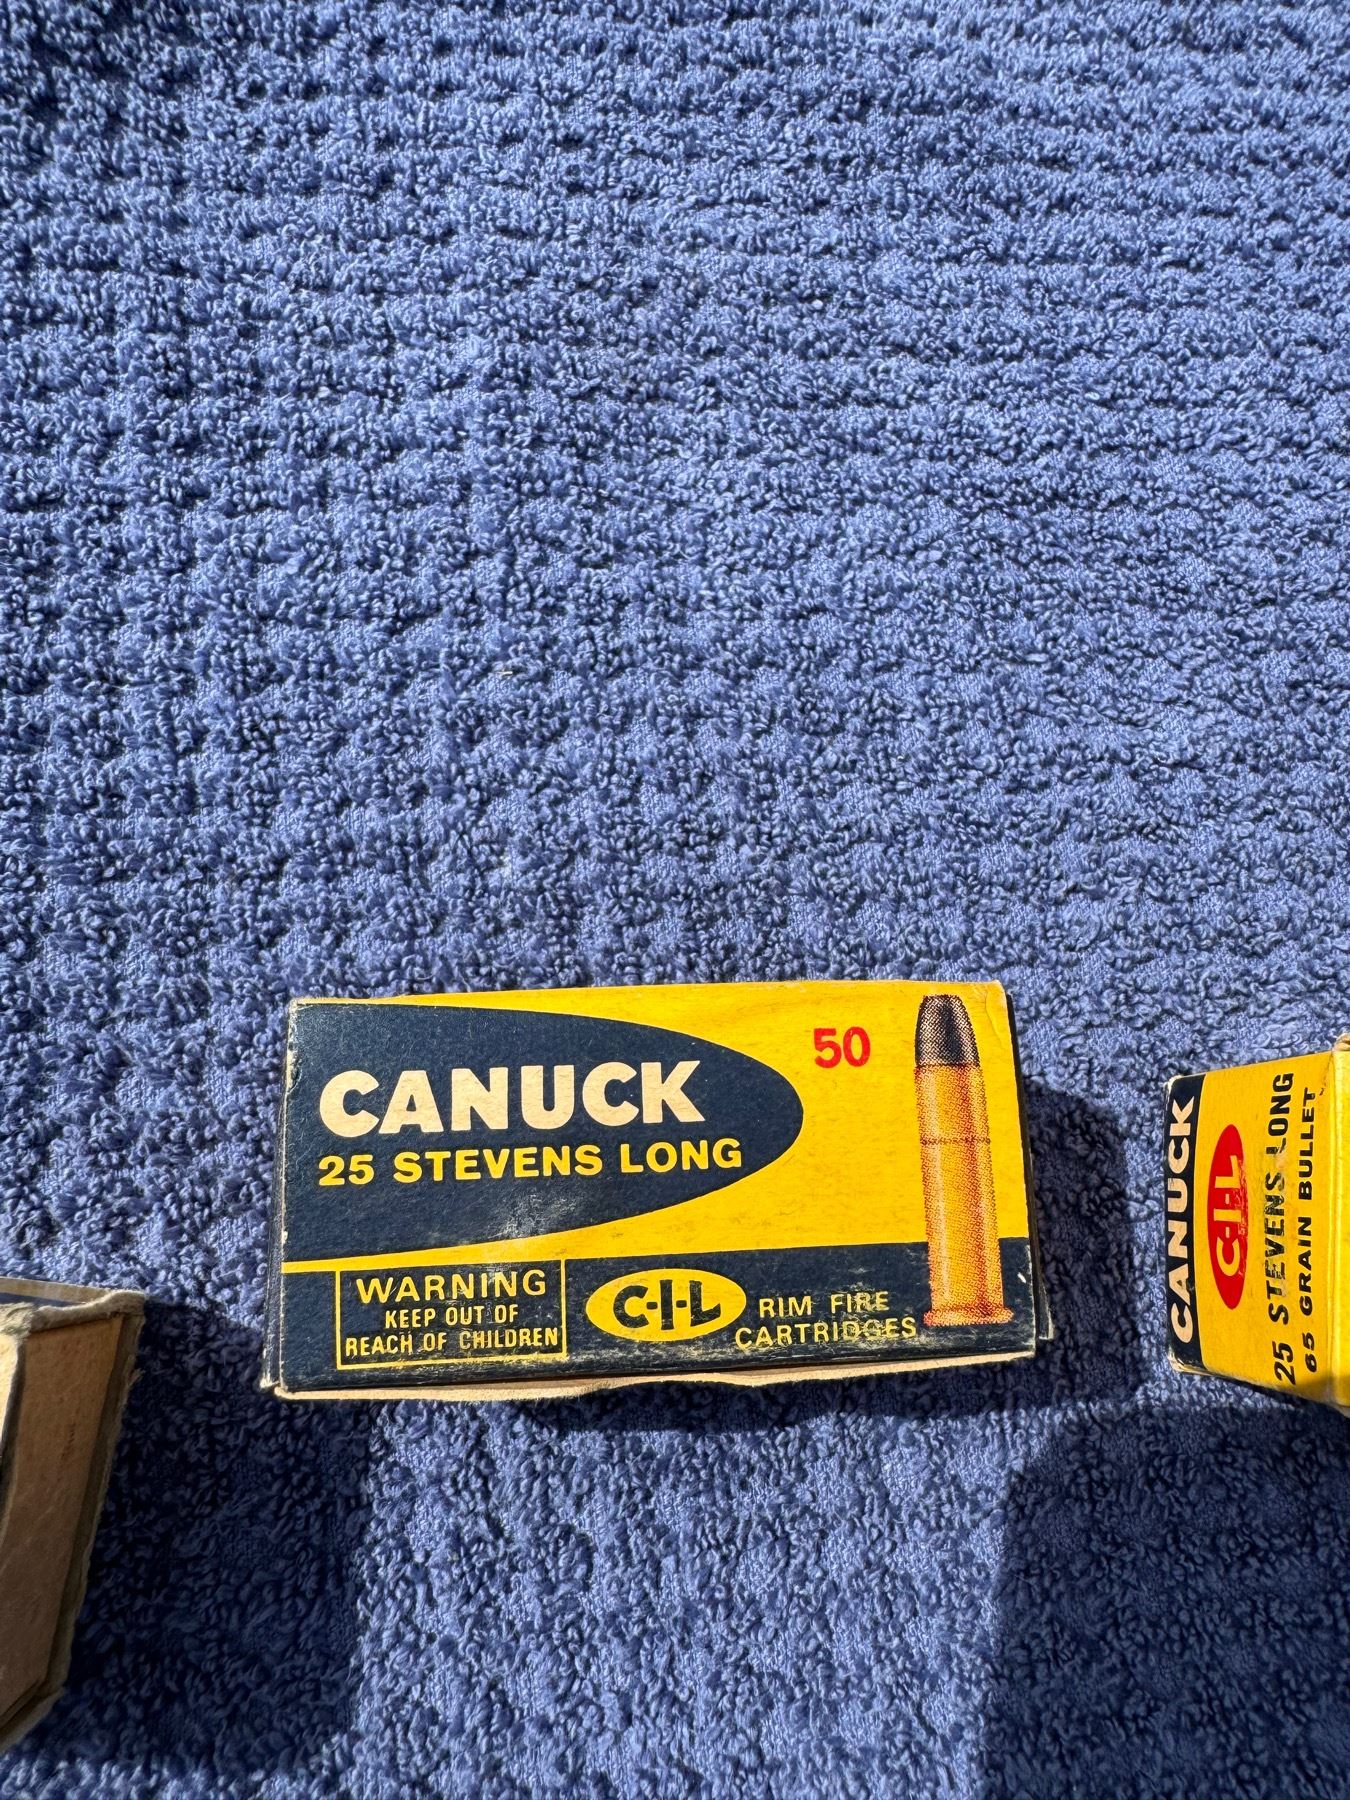 50
CANUCK
25 STEVENS LONG
WARNING
KEEP OUT OF
REACH OF CHILDREN
C-I-L
RIM FIRE
CARTRIDGES
CANUCK
C-I-L
25 STEVENS LONG
65 GRAIN BULLET